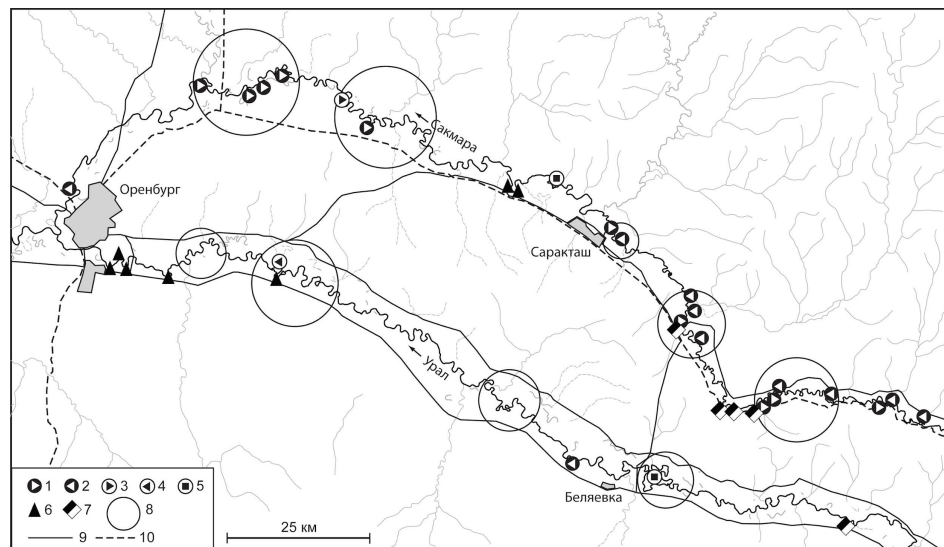 Сакмара
Оренбург
Саракташ
Урал
Беляевка
1 2 3 4 5
6 7 8
9 10
25 км